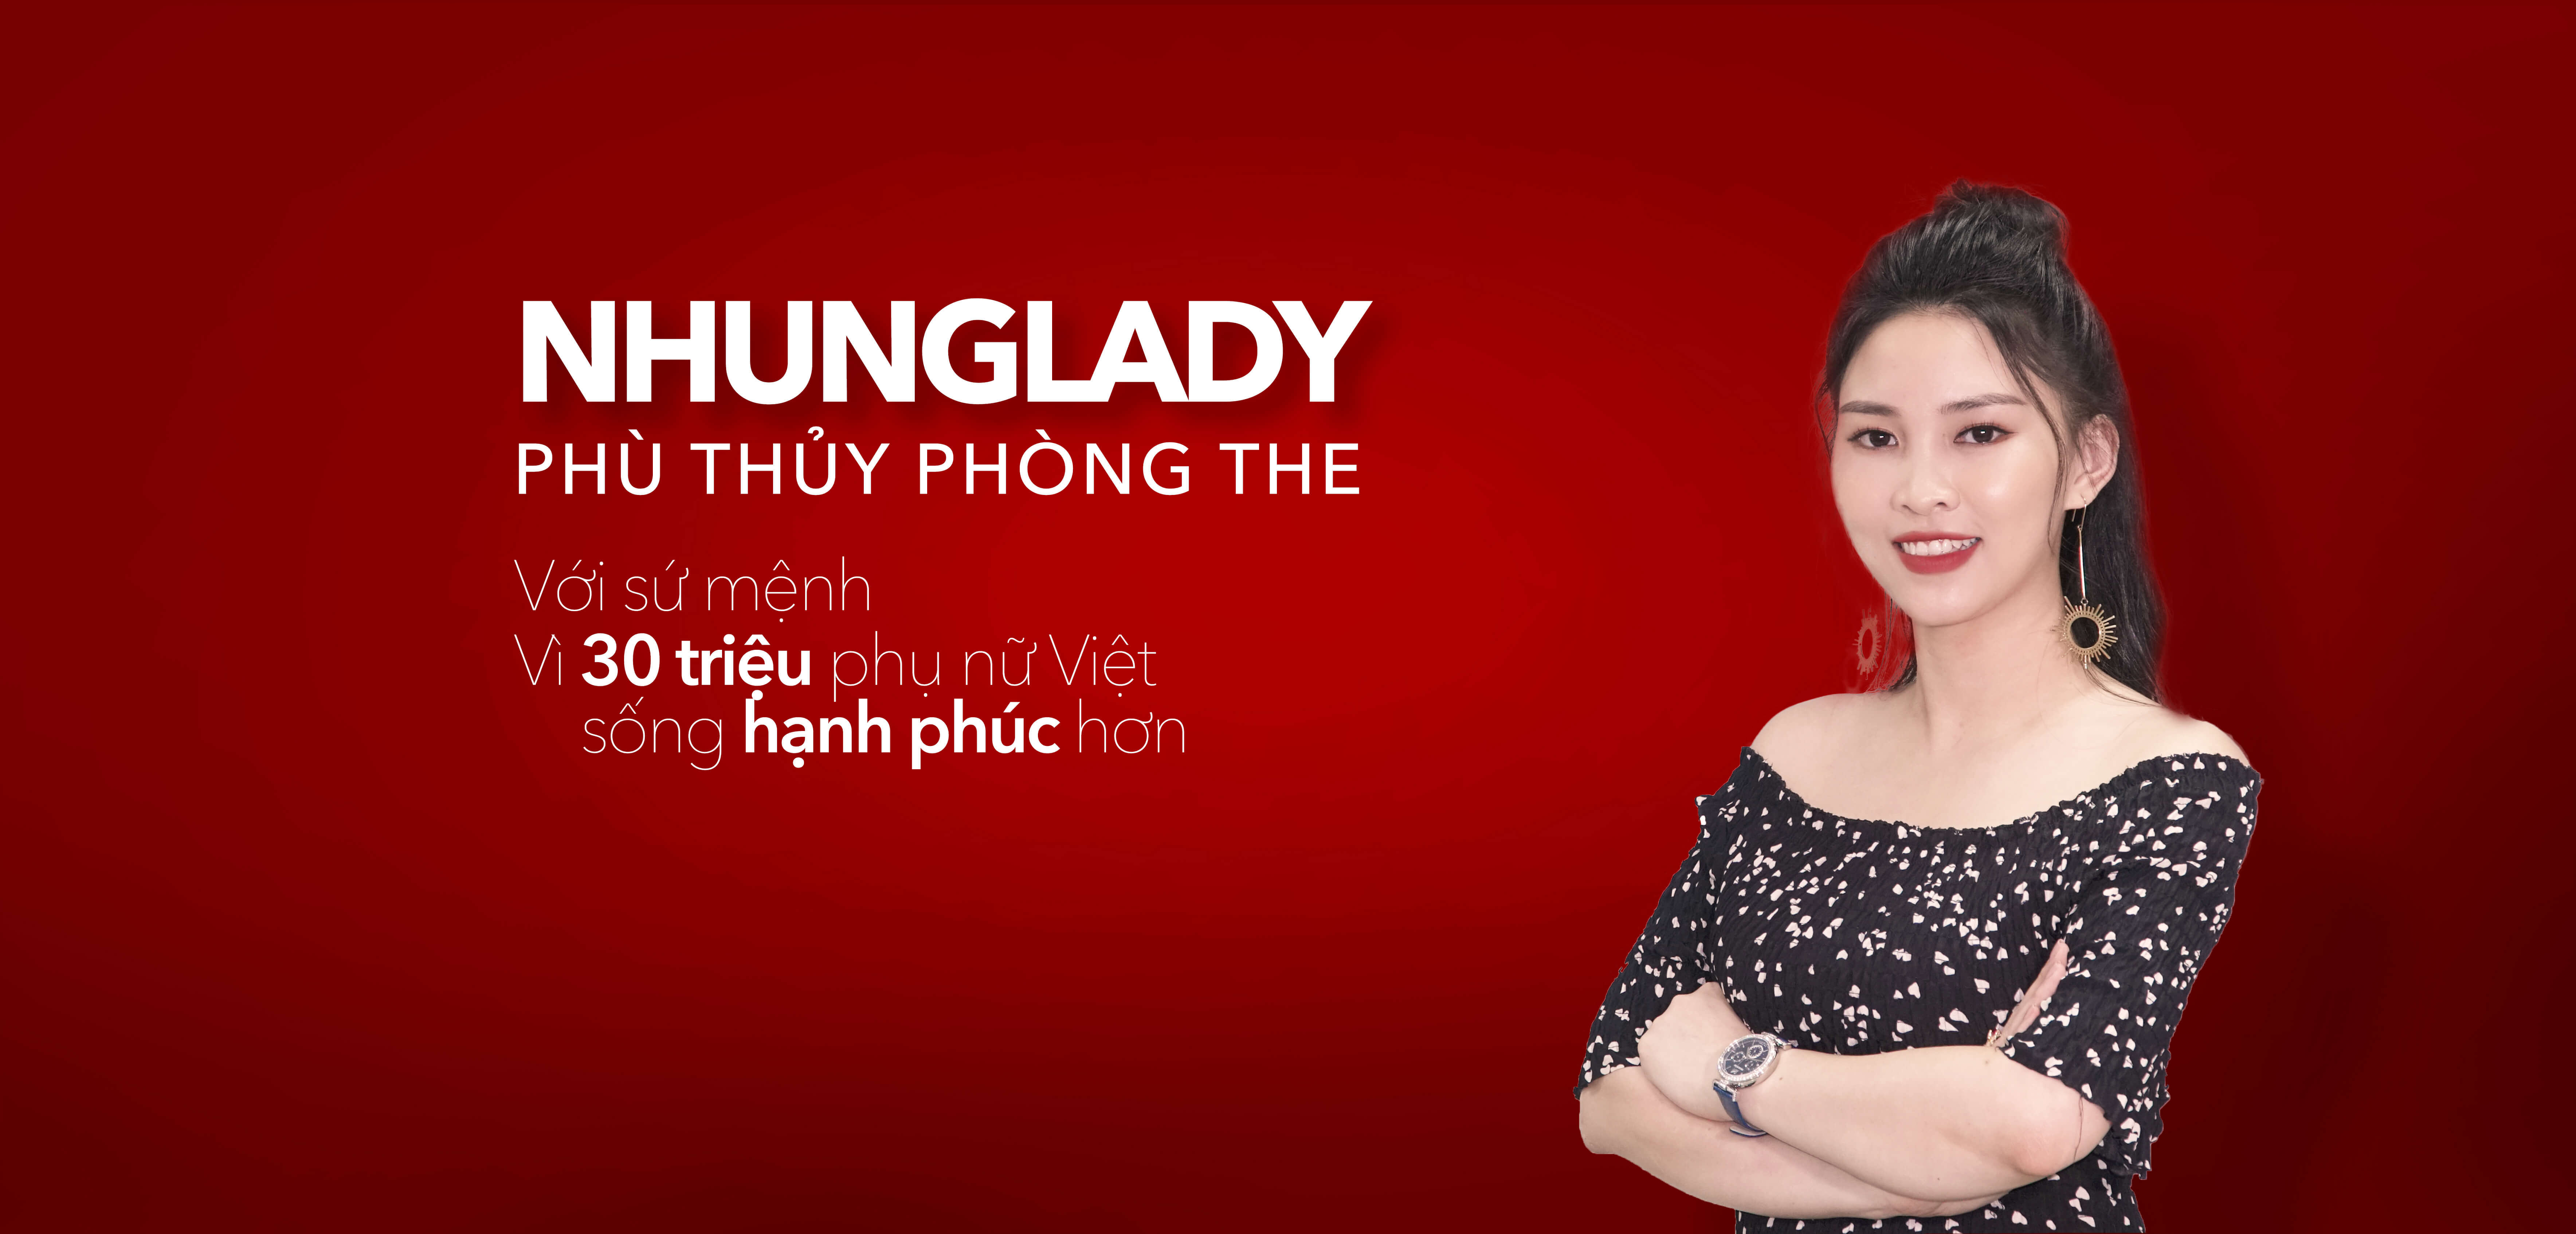 NHUNGLADY
PHÙ THỦY PHÒNG THE
Với sứ mệnh
Vì 30 triệu phụ nữ Việt
sống hạnh phúc hơn